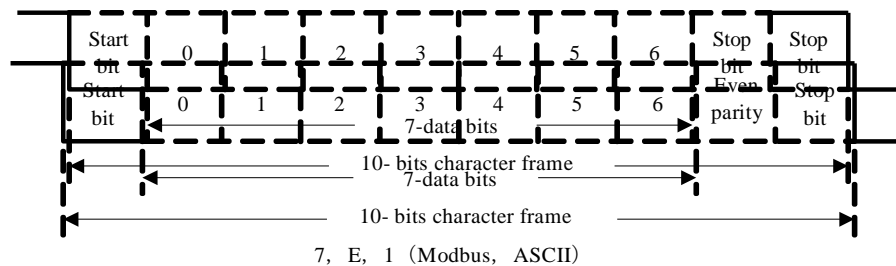 Start bit 0 1 2 3 4 5 6 Stop bit Stop bit
Start bit 0 1 2 3 4 5 6 Even parity Stop bit
7-data bits
10- bits character frame
7-data bits
10- bits character frame
7, E, 1 (Modbus, ASCII)